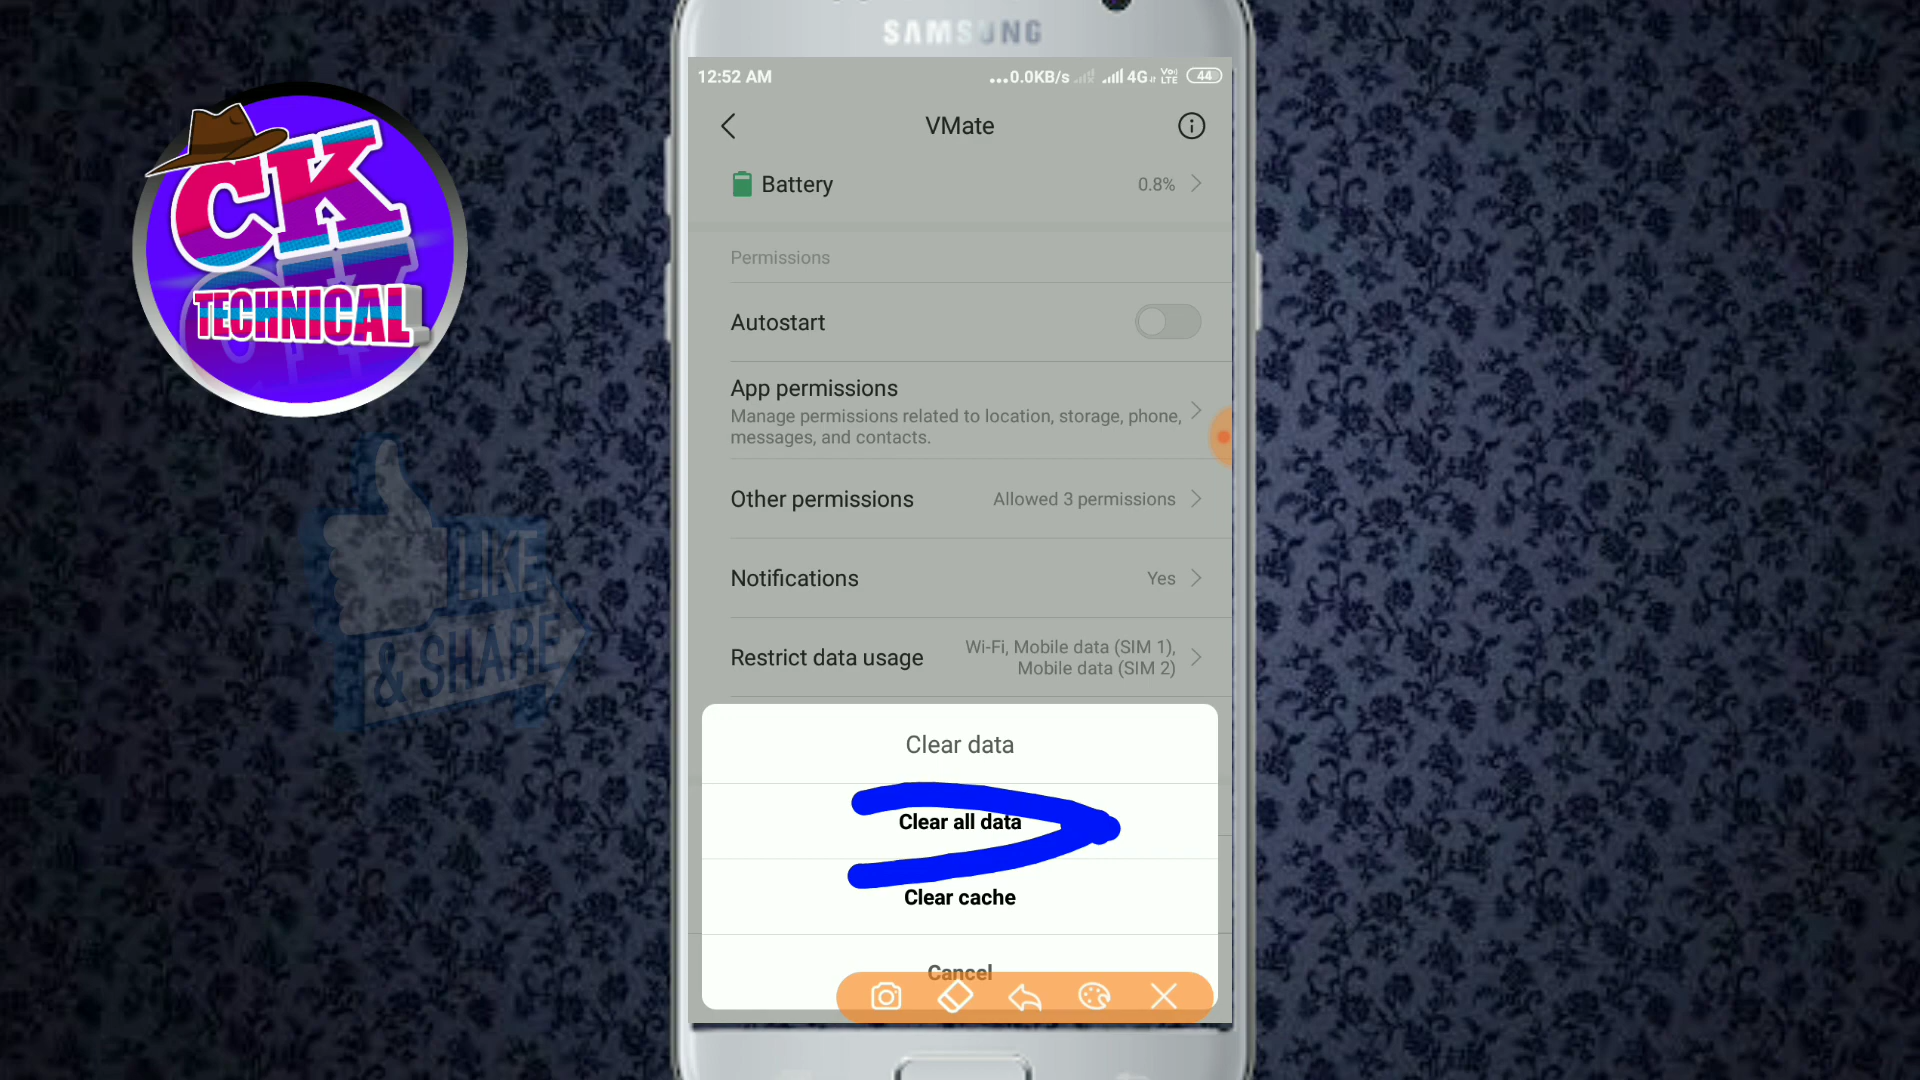 SAMSUNG
12:52 AM
...0.0KB/s 4G Vo LTE 44
VMate
Battery 0.8%
Permissions
Autostart
App permissions
Manage permissions related to location, storage, phone,
messages, and contacts.
Other permissions Allowed 3 permissions
Notifications Yes
Restrict data usage Wi-Fi, Mobile data (SIM 1),
Mobile data (SIM 2)
Clear data
Clear all data
Clear cache
Cancel
CK
TECHNICAL
LIKE
& SHARE